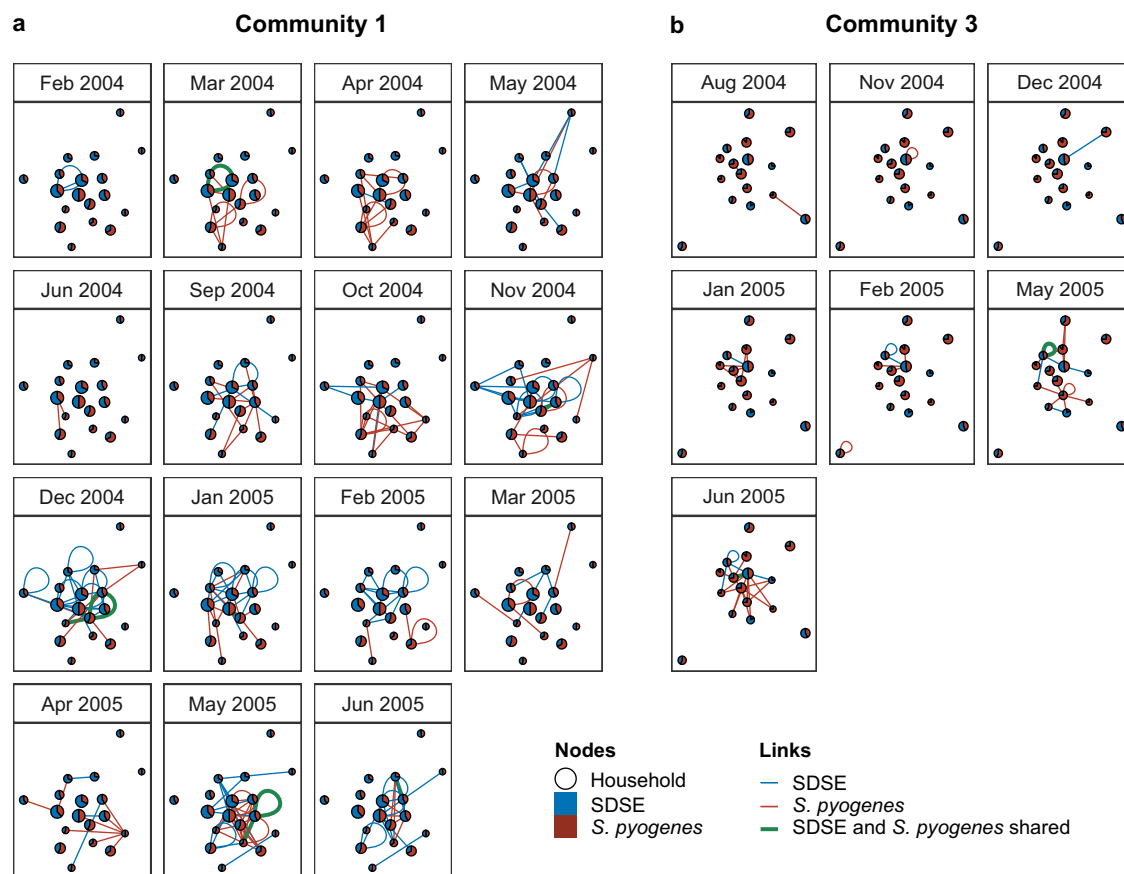 a Community 1
b Community 3
Feb 2004
Mar 2004
Apr 2004
May 2004
Aug 2004
Nov 2004
Dec 2004
Jun 2004
Sep 2004
Oct 2004
Nov 2004
Jan 2005
Feb 2005
May 2005
Dec 2004
Jan 2005
Feb 2005
Mar 2005
Jun 2005
Apr 2005
May 2005
Jun 2005
Nodes
Household
SDSE
S. pyogenes
Links
SDSE
S. pyogenes
SDSE and S. pyogenes shared